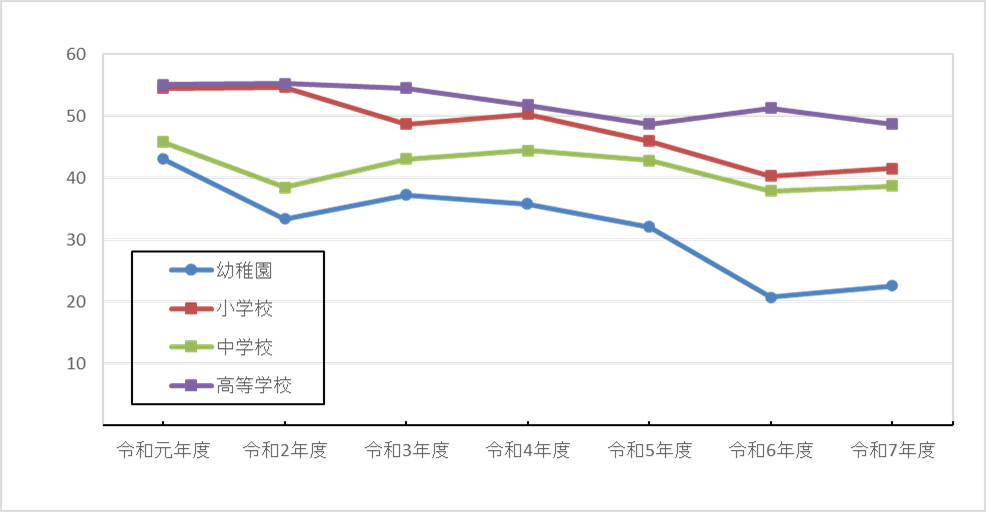 60
50
40
30
20
10
幼稚園
小学校
中学校
高等学校
令和元年度 令和2年度 令和3年度 令和4年度 令和5年度 令和6年度 令和7年度